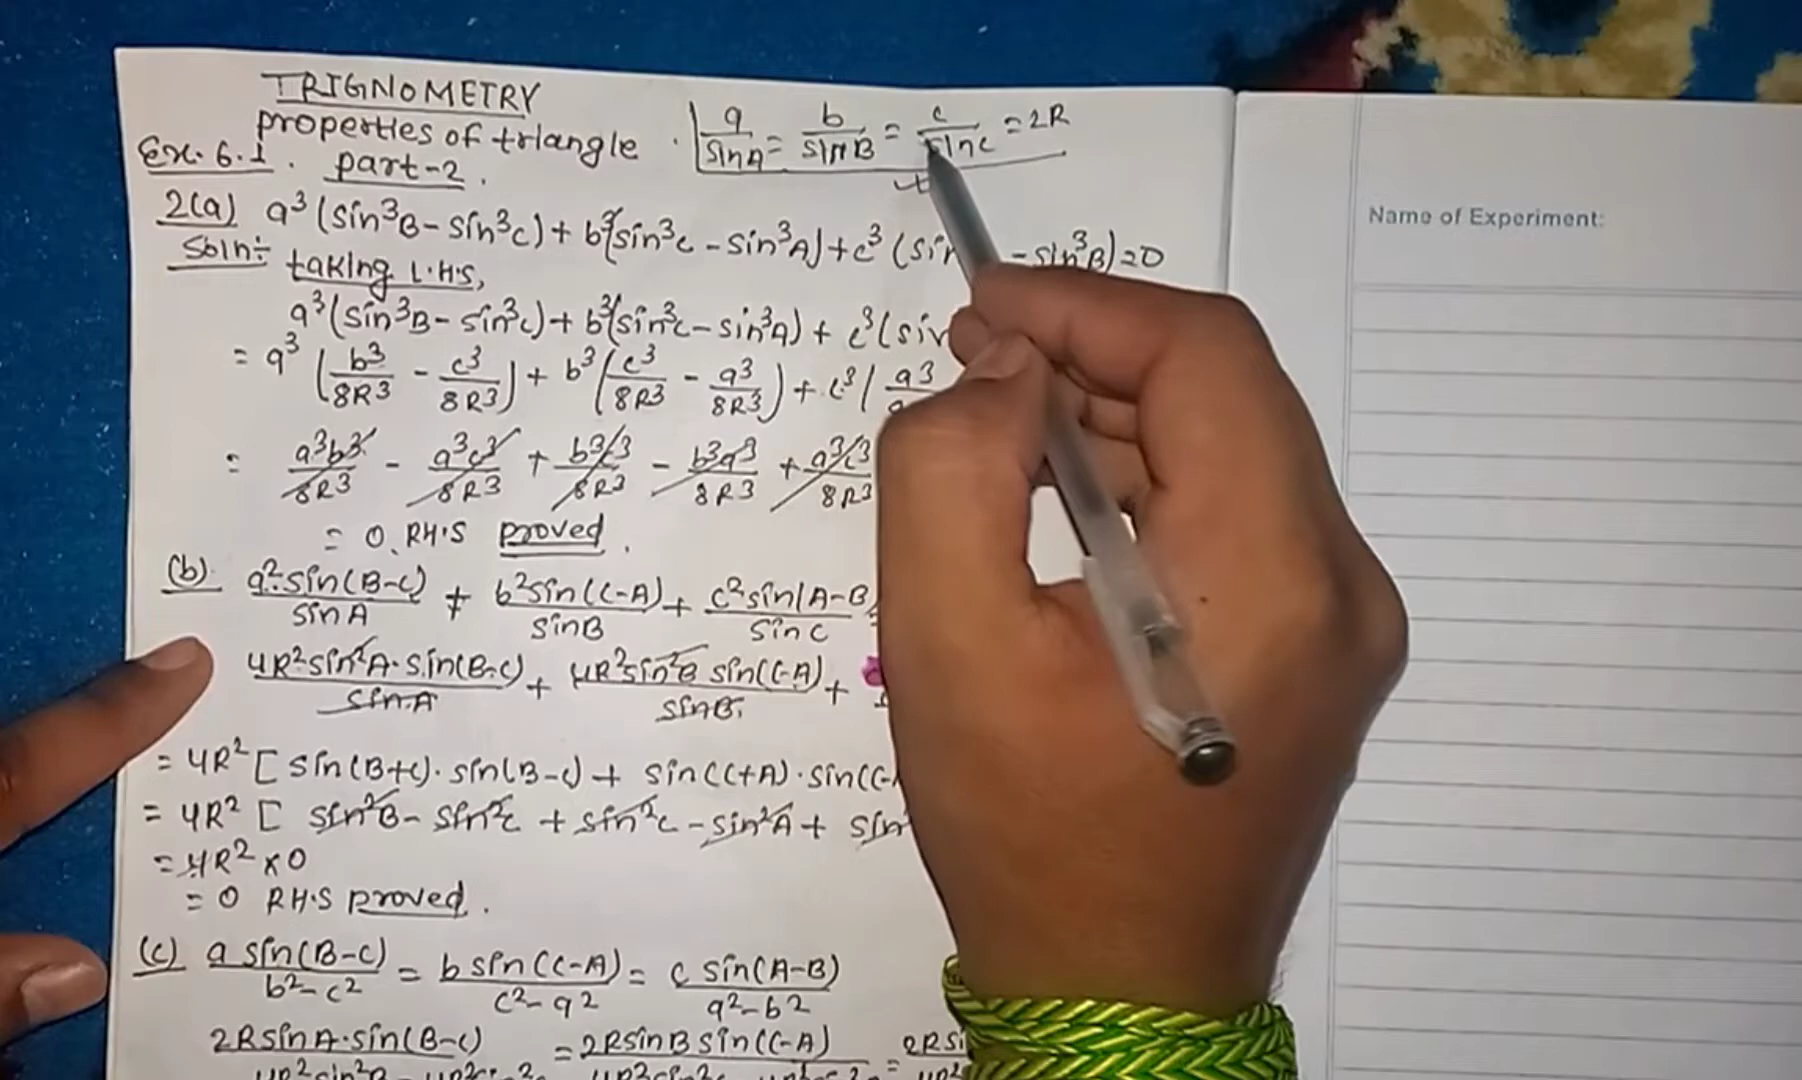 TRIGNOMETRY
properties of triangle . a/sinA = b/sinB = c/sinC = 2R
Ex. 6.1. part-2.
2(a) a³(sin³B-sin³C)+b³(sin³C-sin³A)+c³(sin -sin³B)=0
Soln:- taking L.H.S,
a³(sin³B-sin³C)+b³(sin³C-sin³A)+c³(sin
= a³(b³/8R³ - c³/8R³)+b³(c³/8R³ - a³/8R³)+c³(a³
= a³b³/8R³ - a³c³/8R³ + b³c³/8R³ - b³a³/8R³ + a³c³/8R³
= 0. RH.S proved.
(b) a²sin(B-C)/sinA + b²sin(C-A)/sinB + c²sin(A-B)/sinC
4R²sin²A.sin(B-C)/sinA + 4R²sin²B sin(C-A)/sinB +
= 4R²[sin(B+C).sin(B-C)+ sin(C+A).sin(C-
= 4R²[ sin²B-sin²C+sin²C-sin²A+ sin²
= 4R²×0
= 0 RH.S proved.
(c) a sin(B-C)/b²-c² = b sin(C-A)/c²-a² = c sin(A-B)/a²-b²
2RsinA.sin(B-C) = 2RsinB sin(C-A) = 2R
Name of Experiment: